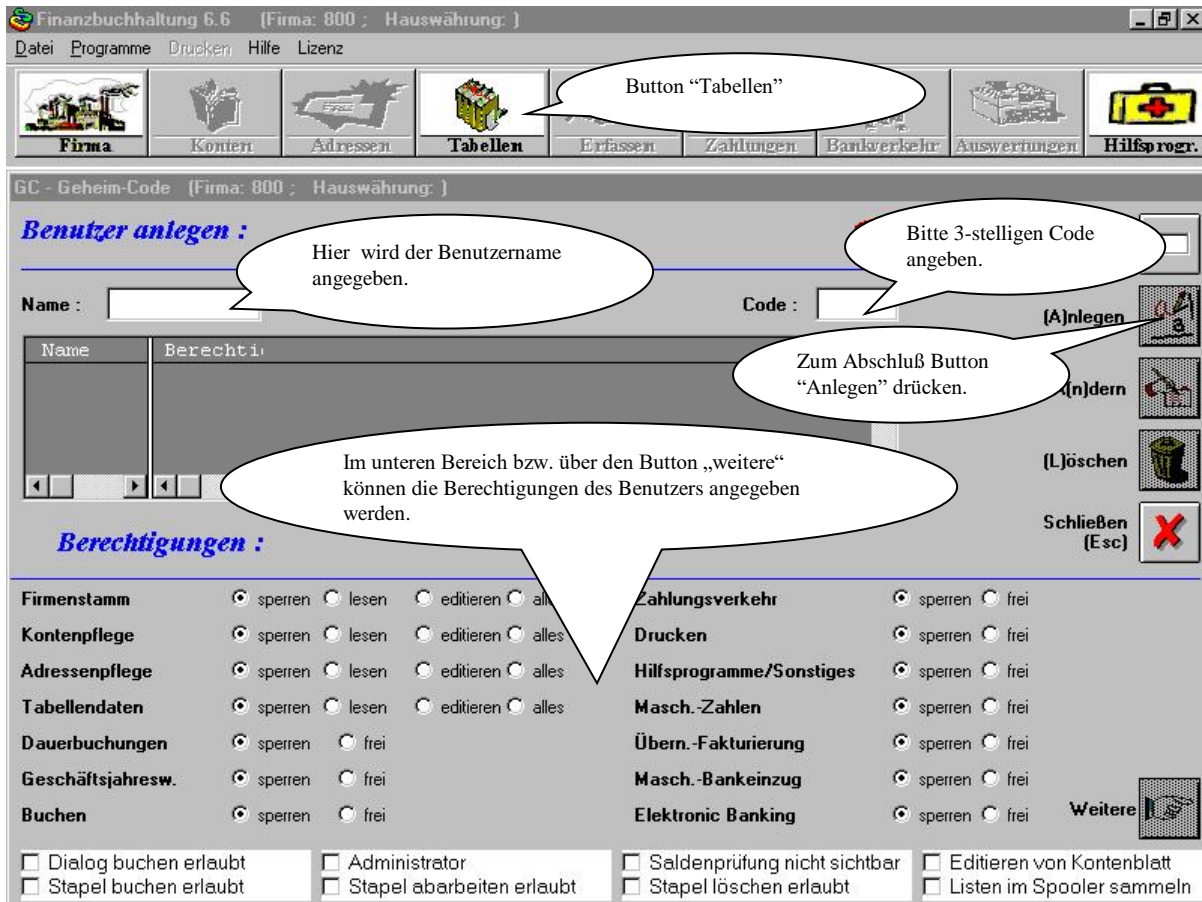 Finanzbuchhaltung 6.6 (Firma: 800 ; Hauswährung: )
Datei Programme Drucken Hilfe Lizenz
Button “Tabellen”
Firma Konten Adressen Tabellen Erfassen Zahlungen Bankverkehr Auswertungen Hilfsprogr.
GC - Geheim-Code (Firma: 800 ; Hauswährung: )
Benutzer anlegen :
Hier wird der Benutzername
angegeben.
Bitte 3-stelligen Code
angeben.
Name : Code :
(A)nlegen
Name Berechti
Zum Abschluß Button
“Anlegen” drücken.
(n)dern
Im unteren Bereich bzw. über den Button „weitere“
können die Berechtigungen des Benutzers angegeben
werden.
(L)öschen
Schließen
(Esc)
Berechtigungen :
Firmenstamm sperren lesen editieren alles Zahlungsverkehr sperren frei
Kontenpflege sperren lesen editieren alles Drucken sperren frei
Adressenpflege sperren lesen editieren alles Hilfsprogramme/Sonstiges sperren frei
Tabellendaten sperren lesen editieren alles Masch.-Zahlen sperren frei
Dauerbuchungen sperren frei Übern.-Fakturierung sperren frei
Geschäftsjahresw. sperren frei Masch.-Bankeinzug sperren frei
Buchen sperren frei Elektronic Banking sperren frei Weitere
Dialog buchen erlaubt Administrator Saldenprüfung nicht sichtbar Editieren von Kontenblatt
Stapel buchen erlaubt Stapel abarbeiten erlaubt Stapel löschen erlaubt Listen im Spooler sammeln